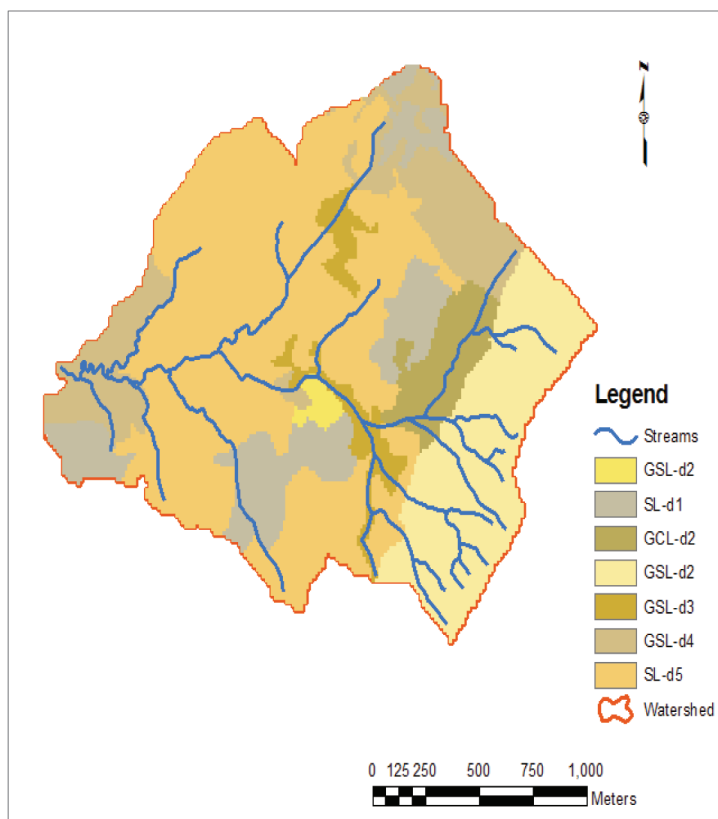 N
Legend
Streams
GSL-d2
SL-d1
GCL-d2
GSL-d2
GSL-d3
GSL-d4
SL-d5
Watershed
0 125 250 500 750 1,000
Meters